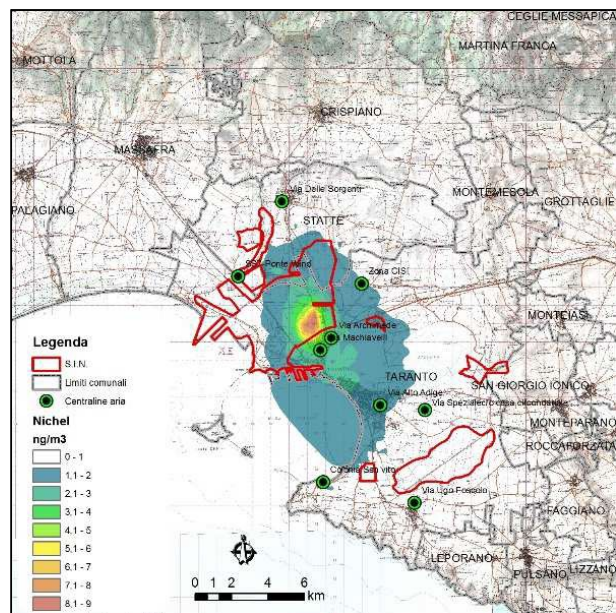 CEGLIE MESSAPICA
MARTINA FRANCA
MOTTOLA
CRISPIANO
MASSAFRA
PALAGIANO
MONTEMESOLA
GROTTAGLIE
Via Delle Sorgenti
STATTE
Zona CISI
MONTEIASI
Via Archimede
Via Machiavelli
TARANTO
SAN GIORGIO IONICO
Via Alto Adige
MONTEPARANO
ROCCAFORZATA
Colonia San vito
Via Ugo Foscolo
FAGGIANO
LEPORANO
LIZZANO
PULSANO
Legenda
S.I.N.
Limiti comunali
Centraline aria
Nichel
ng/m3
0 - 1
1,1 - 2
2,1 - 3
3,1 - 4
4,1 - 5
5,1 - 6
6,1 - 7
7,1 - 8
8,1 - 9
0 2 4 6
km